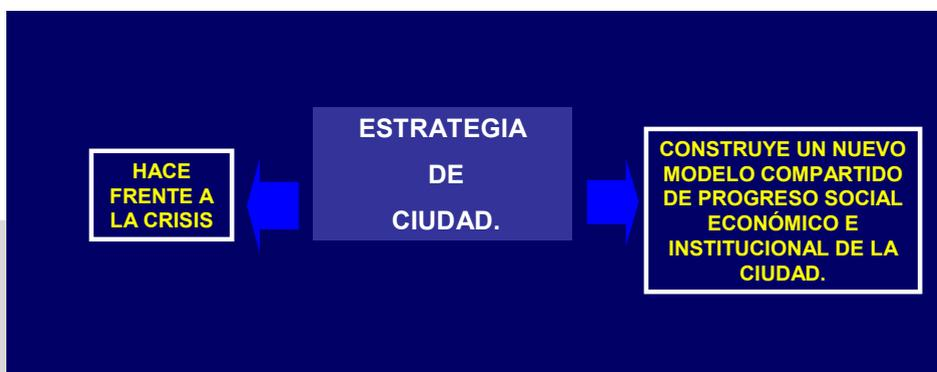 HACE
FRENTE A
LA CRISIS
ESTRATEGIA
DE
CIUDAD.
CONSTRUYE UN NUEVO
MODELO COMPARTIDO
DE PROGRESO SOCIAL
ECONÓMICO E
INSTITUCIONAL DE LA
CIUDAD.